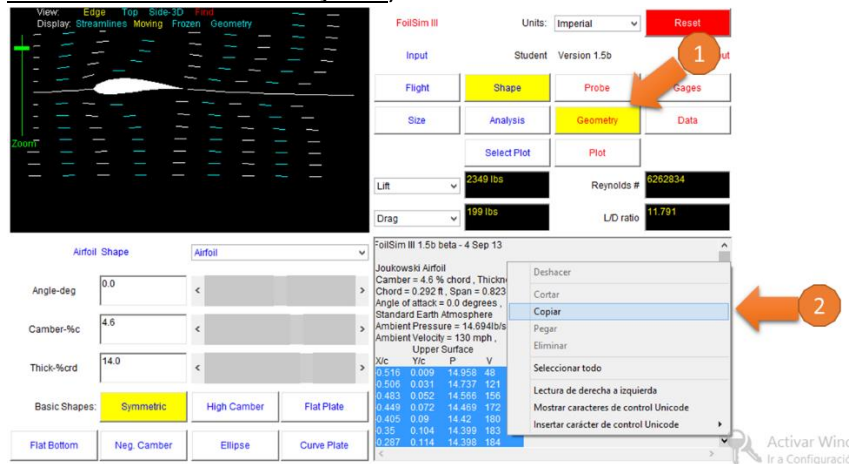 View: Edge Top Side-3D Find
Display: Streamlines Moving Frozen Geometry
Zoom
FoilSim III
Units:
Imperial
Reset
Input
Student Version 1.5b
1
Flight
Shape
Probe
Gages
Size
Analysis
Geometry
Data
Select Plot
Plot
Lift
2349 lbs
Reynolds #
6262834
Drag
199 lbs
L/D ratio
11.791
Airfoil Shape
Airfoil
Angle-deg
0.0
Camber-%c
4.6
Thick-%crd
14.0
Basic Shapes:
Symmetric
High Camber
Flat Plate
Flat Bottom
Neg. Camber
Ellipse
Curve Plate
FoilSim III 1.5b beta - 4 Sep 13
Joukowski Airfoil
Camber = 4.6 % chord , Thickn
Chord = 0.292 ft , Span = 0.823
Angle of attack = 0.0 degrees ,
Standard Earth Atmosphere
Ambient Pressure = 14.694lb/s
Ambient Velocity = 130 mph ,
Upper Surface
X/c Y/c P V
-0.516 0.009 14.958 48
-0.506 0.031 14.737 121
-0.483 0.052 14.566 156
-0.449 0.072 14.469 172
-0.405 0.09 14.42 180
-0.35 0.104 14.399 183
-0.287 0.114 14.398 184
Deshacer
Cortar
Copiar
Pegar
Eliminar
Seleccionar todo
Lectura de derecha a izquierda
Mostrar caracteres de control Unicode
Insertar carácter de control Unicode
2
Activar Wind
Ir a Configuració